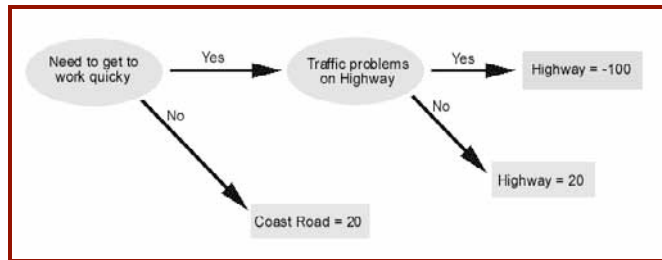 Need to get to
work quicky
Yes
Traffic problems
on Highway
Yes
Highway = -100
No
No
Highway = 20
Coast Road = 20